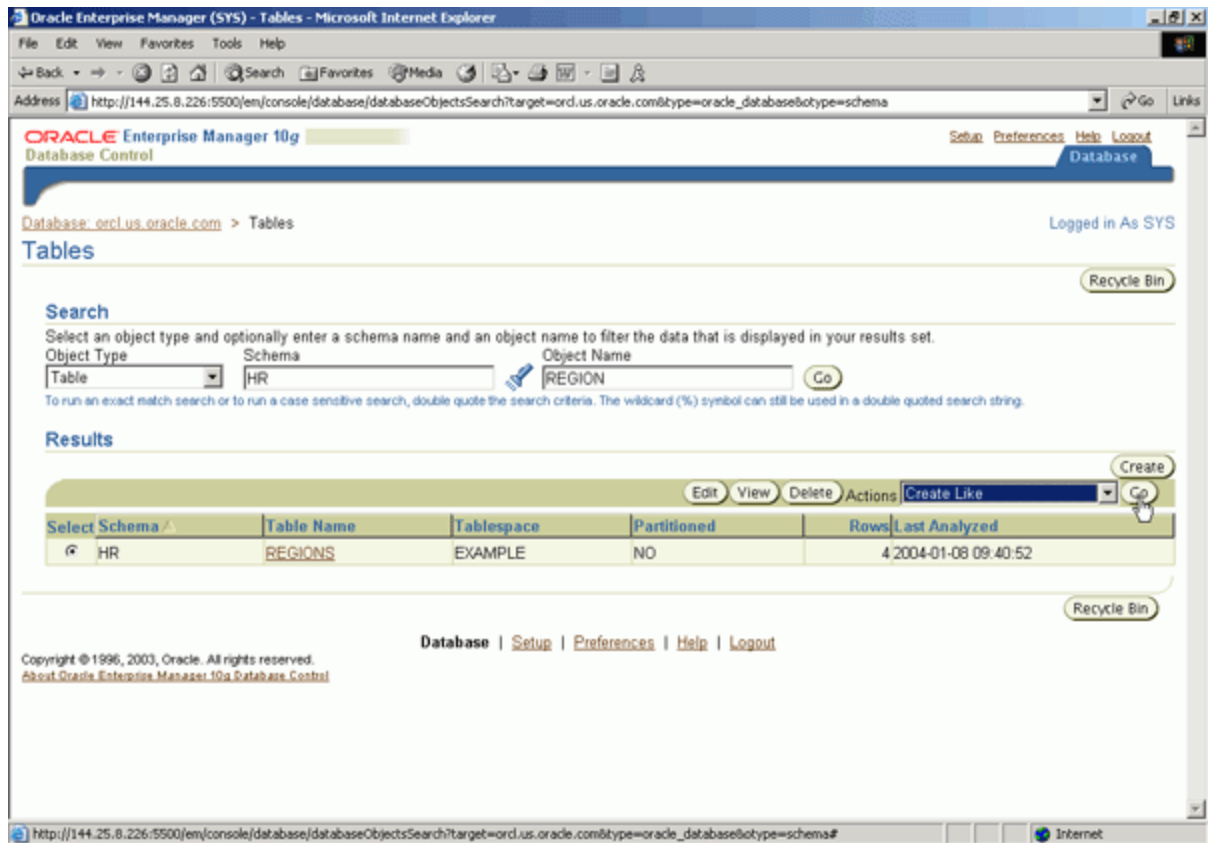 Oracle Enterprise Manager (SYS) - Tables - Microsoft Internet Explorer
File Edit View Favorites Tools Help
Back Search Favorites Media
Address http://144.25.8.226:5500/em/console/database/databaseObjectsSearch?target=orcl.us.oracle.com&type=oracle_database&otype=schema Go Links
ORACLE Enterprise Manager 10g
Setup Preferences Help Logout
Database Control
Database
Database: orcl.us.oracle.com > Tables
Logged in As SYS
Tables
Recycle Bin
Search
Select an object type and optionally enter a schema name and an object name to filter the data that is displayed in your results set.
Object Type Schema Object Name
Table HR REGION Go
To run an exact match search or to run a case sensitive search, double quote the search criteria. The wildcard (%) symbol can still be used in a double quoted search string.
Results
Create
Edit View Delete Actions Create Like Go
Select Schema Table Name Tablespace Partitioned Rows Last Analyzed
HR REGIONS EXAMPLE NO 4 2004-01-08 09:40:52
Recycle Bin
Database | Setup | Preferences | Help | Logout
Copyright © 1996, 2003, Oracle. All rights reserved.
About Oracle Enterprise Manager 10g Database Control
http://144.25.8.226:5500/em/console/database/databaseObjectsSearch?target=orcl.us.oracle.com&type=oracle_database&otype=schema# Internet